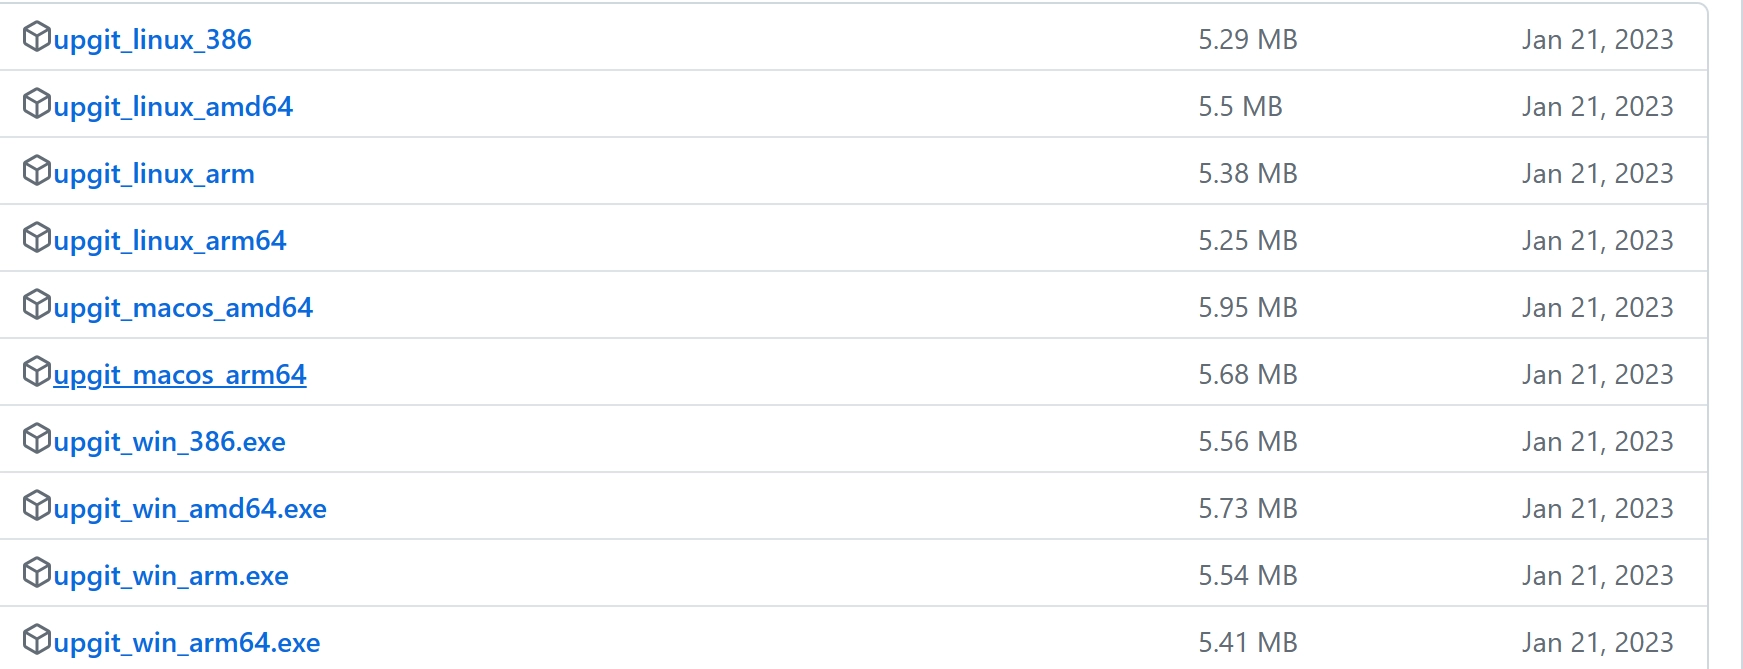 upgit_linux_386 5.29 MB Jan 21, 2023
upgit_linux_amd64 5.5 MB Jan 21, 2023
upgit_linux_arm 5.38 MB Jan 21, 2023
upgit_linux_arm64 5.25 MB Jan 21, 2023
upgit_macos_amd64 5.95 MB Jan 21, 2023
upgit_macos_arm64 5.68 MB Jan 21, 2023
upgit_win_386.exe 5.56 MB Jan 21, 2023
upgit_win_amd64.exe 5.73 MB Jan 21, 2023
upgit_win_arm.exe 5.54 MB Jan 21, 2023
upgit_win_arm64.exe 5.41 MB Jan 21, 2023